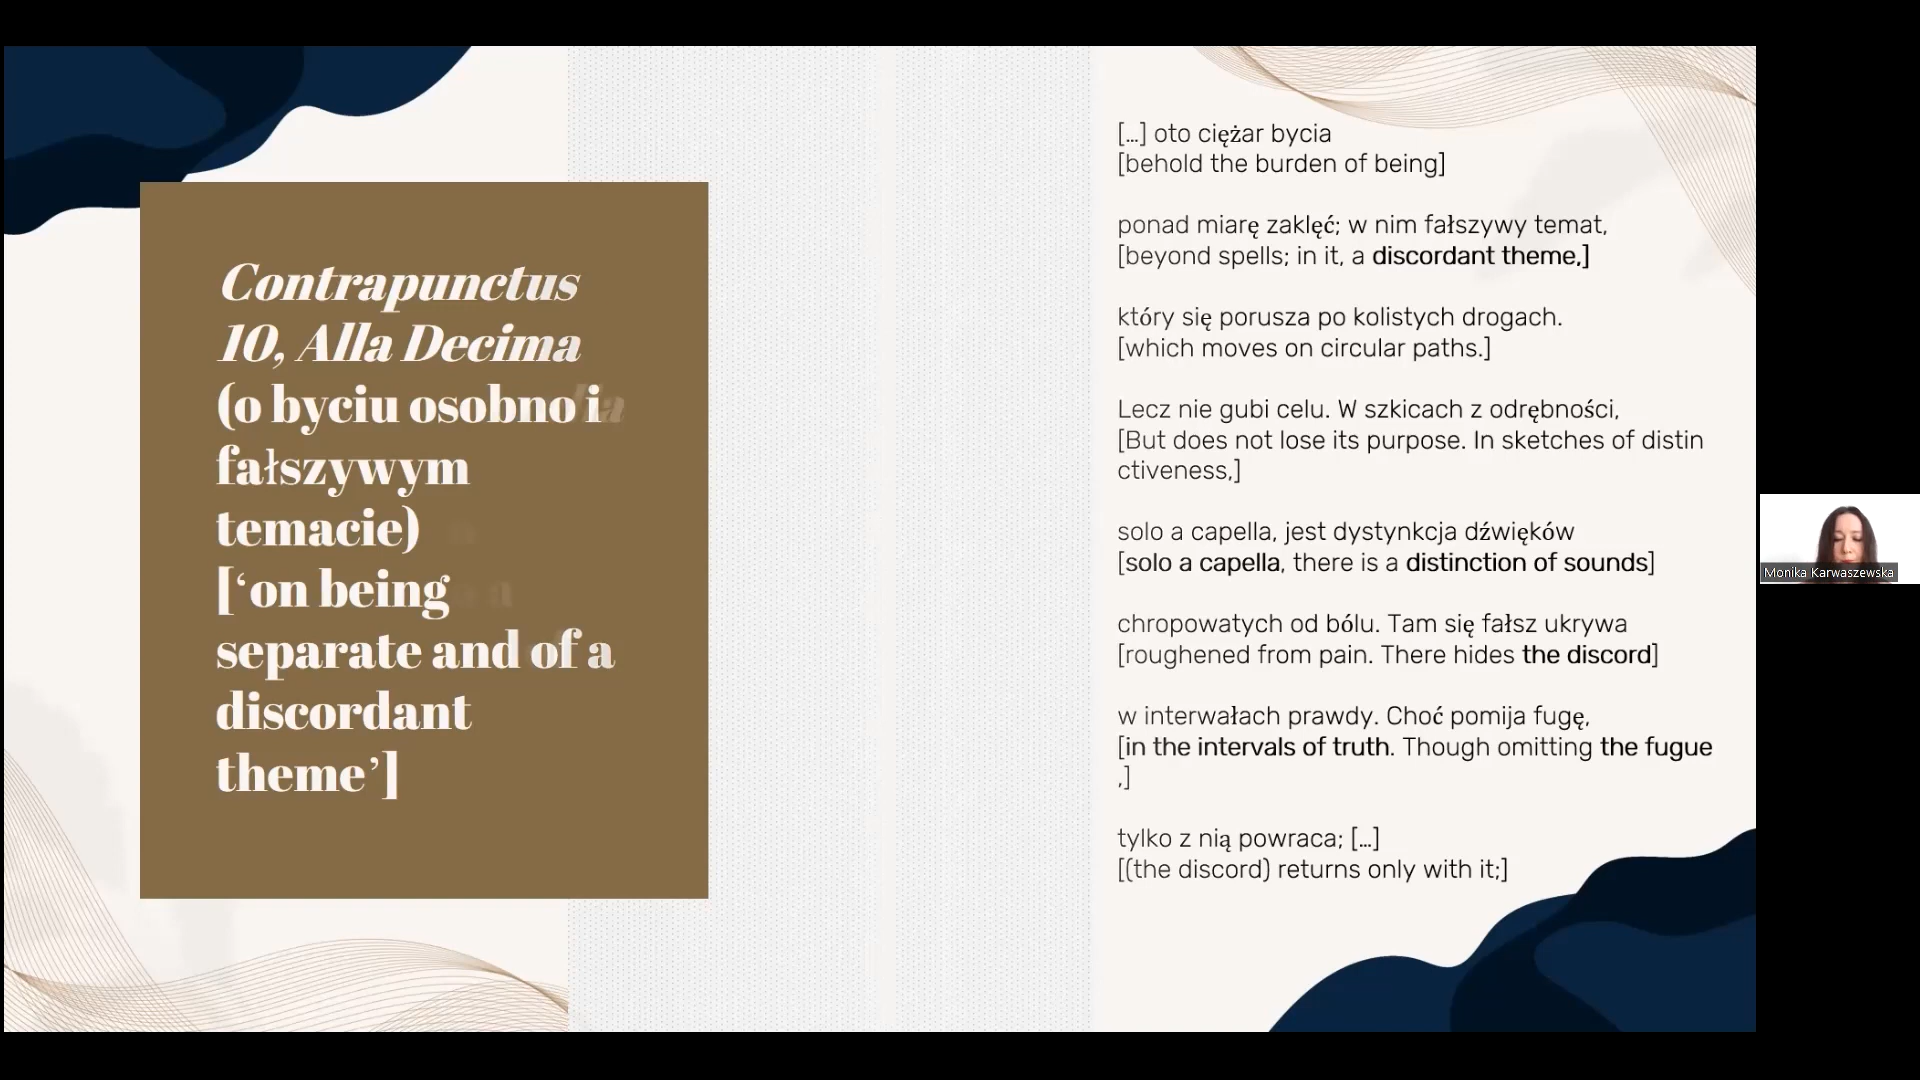 Contrapunctus
10, Alla Decima
(o byciu osobno i
fałszywym
temacie)
[‘on being
separate and of a
discordant
theme’]
[...] oto ciężar bycia
[behold the burden of being]
ponad miarę zaklęć; w nim fałszywy temat,
[beyond spells; in it, a discordant theme,]
który się porusza po kolistych drogach.
[which moves on circular paths.]
Lecz nie gubi celu. W szkicach z odrębności,
[But does not lose its purpose. In sketches of distin
ctiveness,]
solo a capella, jest dystynkcja dźwięków
[solo a capella, there is a distinction of sounds]
chropowatych od bólu. Tam się fałsz ukrywa
[roughened from pain. There hides the discord]
w interwałach prawdy. Choć pomija fugę,
[in the intervals of truth. Though omitting the fugue
,]
tylko z nią powraca; [...]
[(the discord) returns only with it;]
Monika Karwaszewska